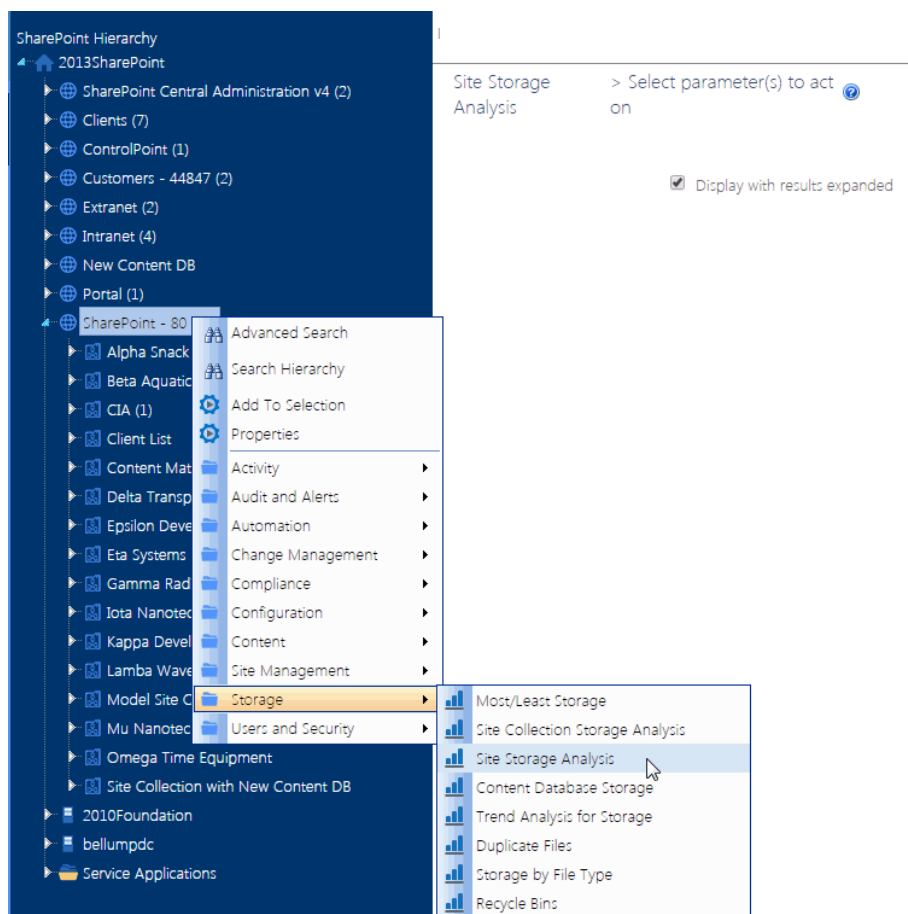 SharePoint Hierarchy
2013SharePoint
SharePoint Central Administration v4 (2)
Clients (7)
ControlPoint (1)
Customers - 44847 (2)
Extranet (2)
Intranet (4)
New Content DB
Portal (1)
SharePoint - 80
Alpha Snack
Beta Aquatic
CIA (1)
Client List
Content Mat
Delta Transp
Epsilon Deve
Eta Systems
Gamma Rad
Iota Nanotec
Kappa Devel
Lamba Wave
Model Site C
Mu Nanotec
Omega Time Equipment
Site Collection with New Content DB
2010Foundation
bellumpdc
Service Applications
Advanced Search
Search Hierarchy
Add To Selection
Properties
Activity
Audit and Alerts
Automation
Change Management
Compliance
Configuration
Content
Site Management
Storage
Users and Security
Most/Least Storage
Site Collection Storage Analysis
Site Storage Analysis
Content Database Storage
Trend Analysis for Storage
Duplicate Files
Storage by File Type
Recycle Bins
Site Storage
Analysis
> Select parameter(s) to act
on
Display with results expanded